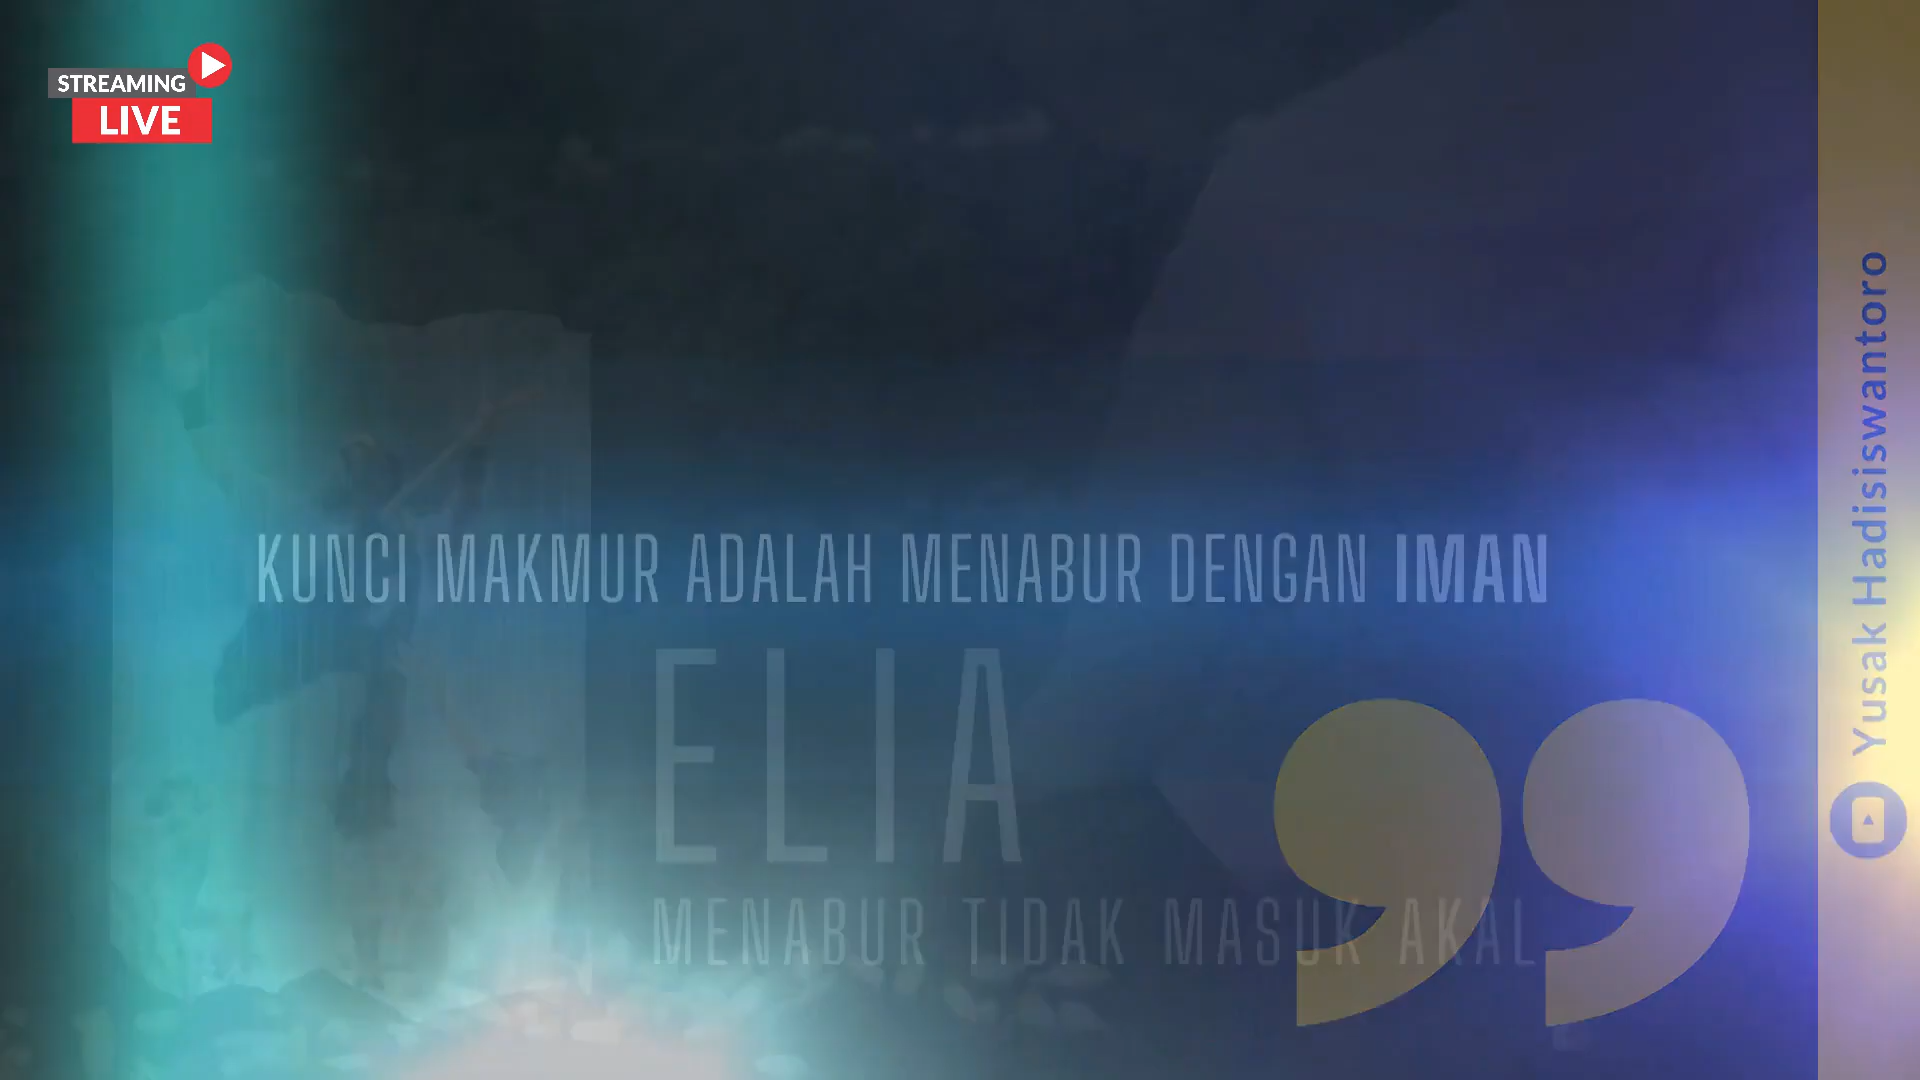 STREAMING
LIVE
KUNCI MAKMUR ADALAH MENABUR DENGAN IMAN
ELIA
MENABUR TIDAK MASUK AKAL
”
Yusak Hadisiswantoro